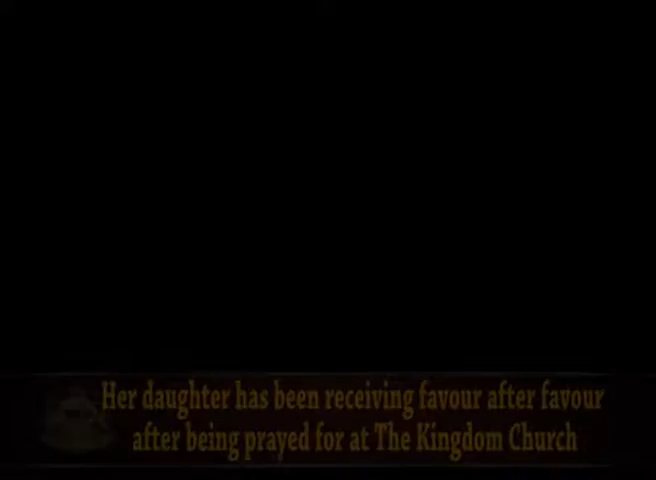 Her daughter has been receiving favour after favour
after being prayed for at The Kingdom Church